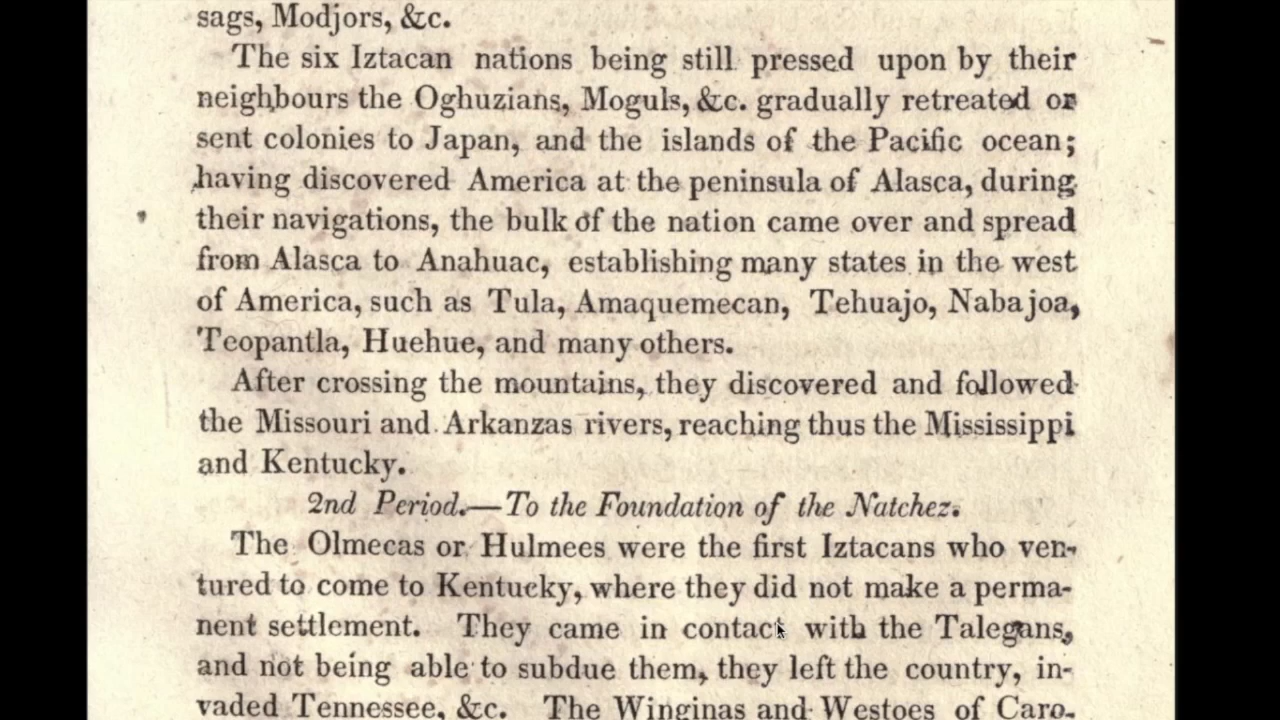 sags, Modjors, &c.
The six Iztacan nations being still pressed upon by their
neighbours the Oghuzians, Moguls, &c. gradually retreated or
sent colonies to Japan, and the islands of the Pacific ocean;
having discovered America at the peninsula of Alasca, during
their navigations, the bulk of the nation came over and spread
from Alasca to Anahuac, establishing many states in the west
of America, such as Tula, Amaquemecan, Tehuajo, Nabajoa,
Teopantla, Huehue, and many others.
After crossing the mountains, they discovered and followed
the Missouri and Arkanzas rivers, reaching thus the Mississippi
and Kentucky.
2nd Period.—To the Foundation of the Natchez.
The Olmecas or Hulmees were the first Iztacans who ven-
tured to come to Kentucky, where they did not make a perma-
nent settlement. They came in contact with the Talegans,
and not being able to subdue them, they left the country, in-
vaded Tennessee, &c. The Winginas and Westoes of Caro-